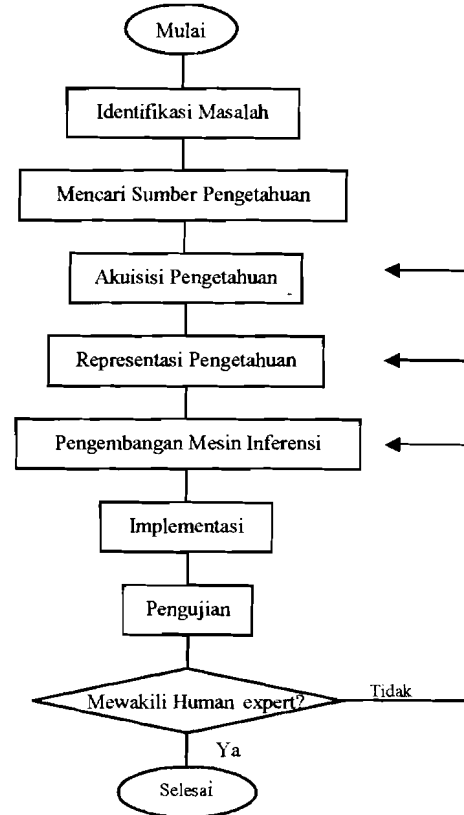 Mulai
Identifikasi Masalah
Mencari Sumber Pengetahuan
Akuisisi Pengetahuan
Representasi Pengetahuan
Pengembangan Mesin Inferensi
Implementasi
Pengujian
Mewakili Human expert?
Tidak
Ya
Selesai